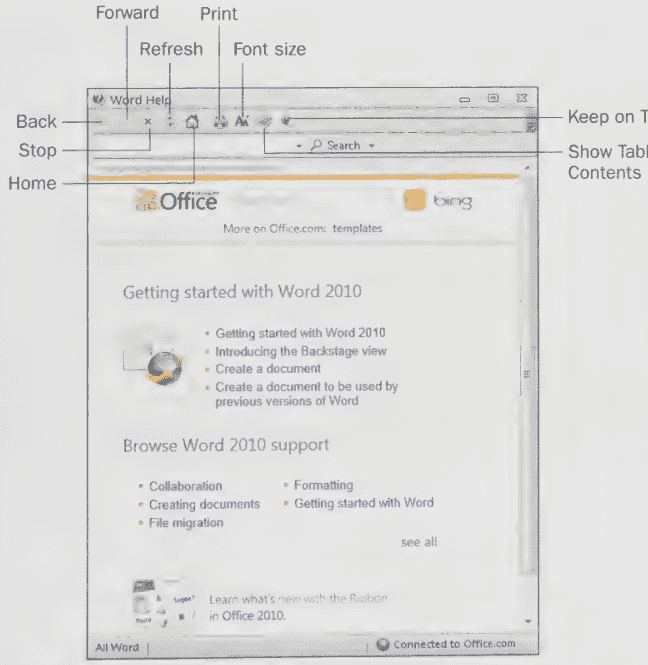 Forward
Print
Refresh
Font size
Word Help
Back
Keep on T
Stop
Search
Show Tabl
Contents
Home
Office
bing
More on Office.com: templates
Getting started with Word 2010
Getting started with Word 2010
Introducing the Backstage view
Create a document
Create a document to be used by
previous versions of Word
Browse Word 2010 support
Collaboration
Formatting
Creating documents
Getting started with Word
File migration
see all
Learn what's new with the Ribbon
in Office 2010.
All Word
Connected to Office.com